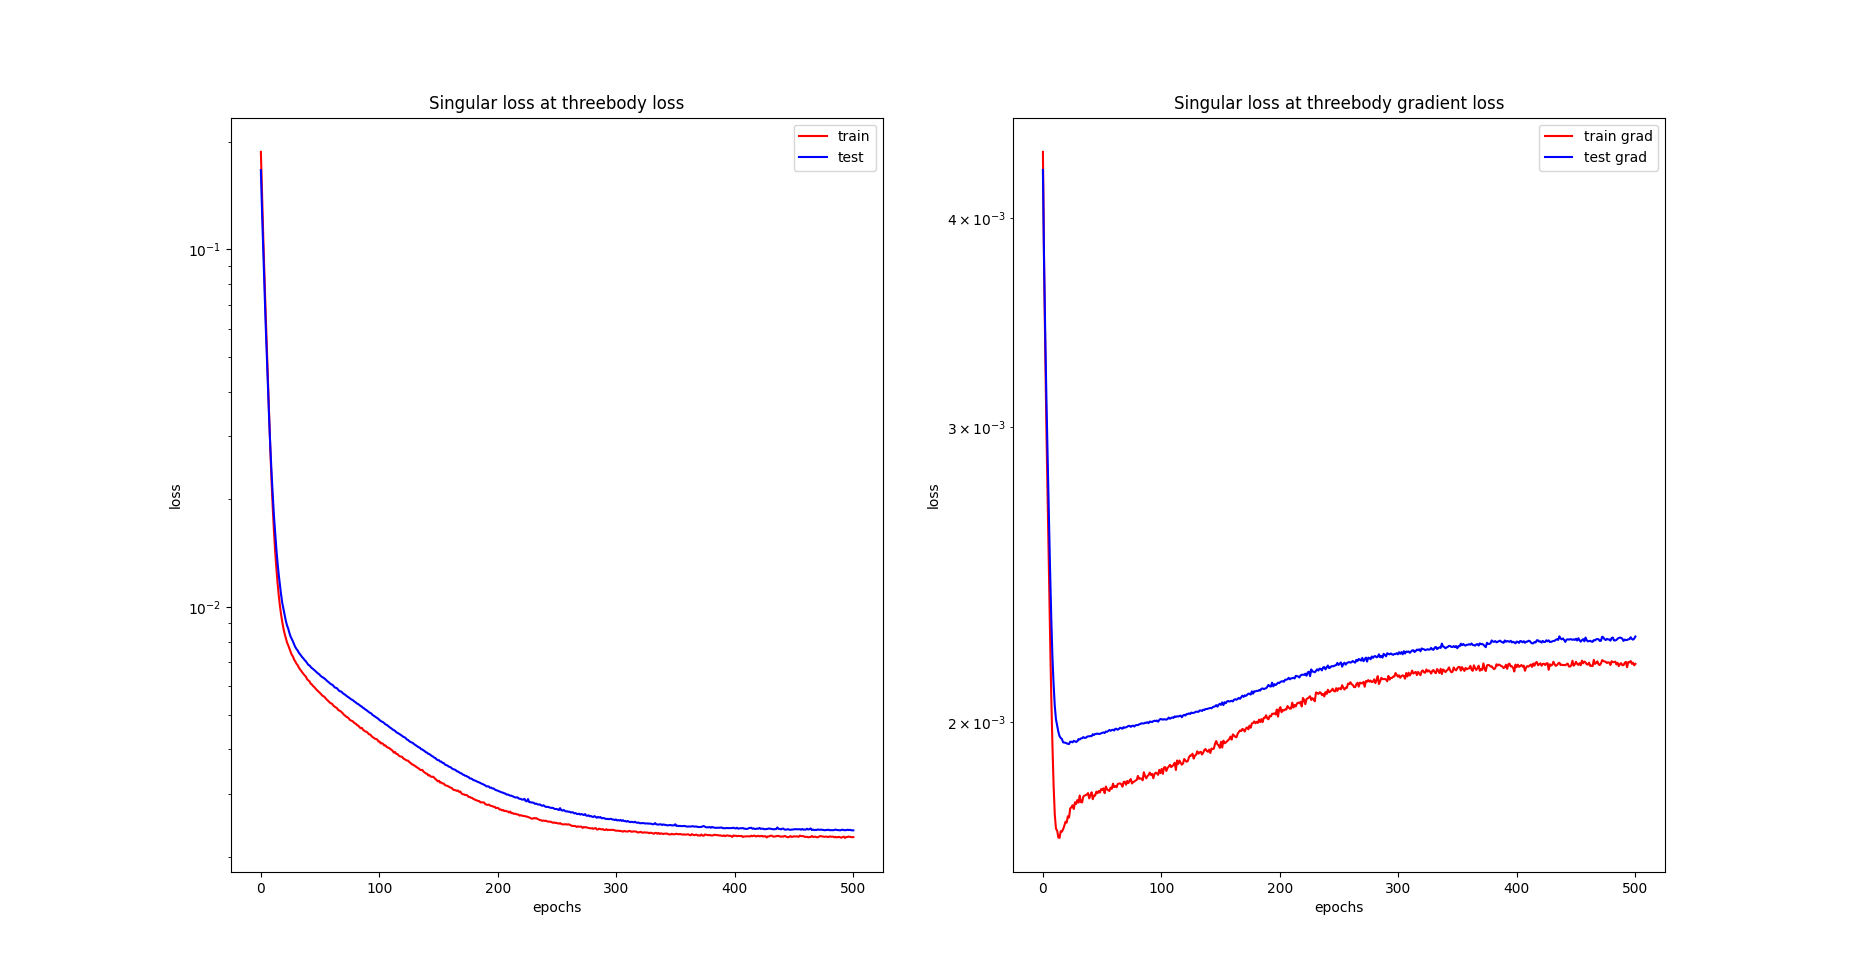 Singular loss at threebody loss
train
test
10⁻¹
10⁻²
loss
0 100 200 300 400 500
epochs
Singular loss at threebody gradient loss
train grad
test grad
4 × 10⁻³
3 × 10⁻³
2 × 10⁻³
loss
0 100 200 300 400 500
epochs